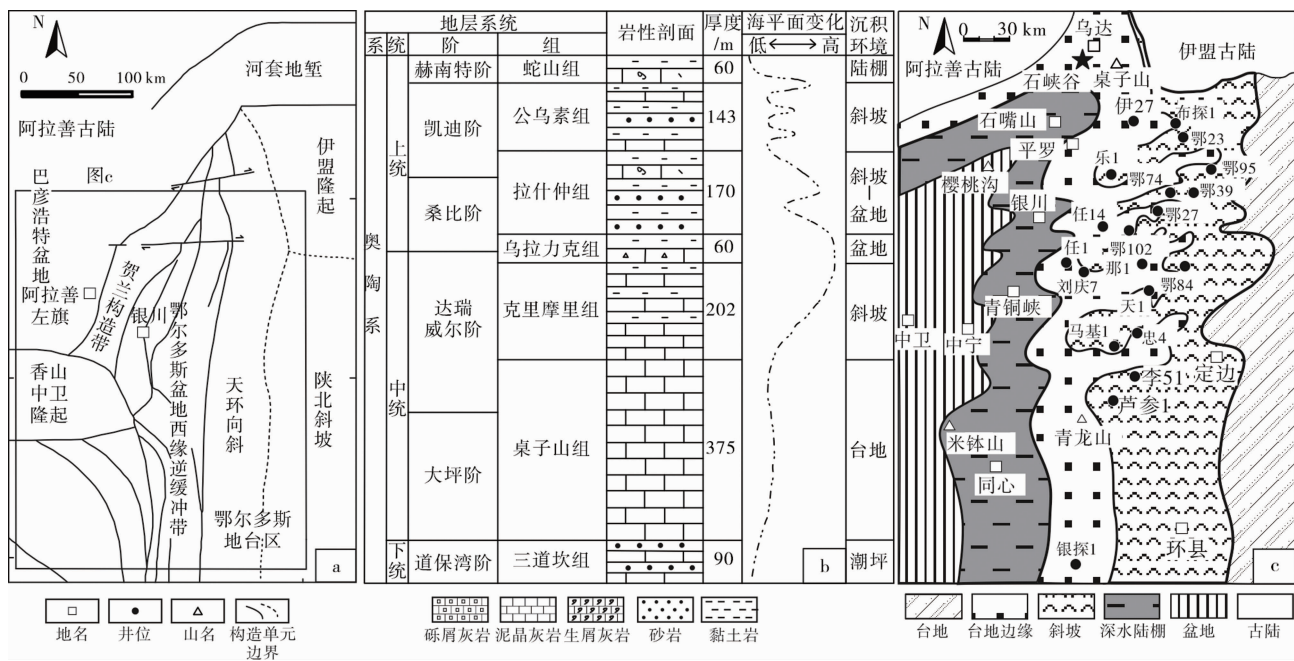 N
0 50 100 km
河套地堑
阿拉善古陆
图c
伊盟隆起
巴彦浩特盆地
贺兰构造带
阿拉善
左旗
银川
鄂尔多斯盆地西缘逆缓冲带
天环向斜
陕北斜坡
香山
中卫
隆起
鄂尔多斯
地台区
a
地层系统
系
统
阶
组
岩性剖面
厚度
/m
海平面变化
低
高
沉积
环境
奥陶系
上统
中统
下统
赫南特阶
蛇山组
60
陆棚
凯迪阶
公乌素组
143
斜坡
桑比阶
拉什仲组
170
斜坡
|
盆地
乌拉力克组
60
盆地
达瑞
威尔阶
克里摩里组
202
斜坡
大坪阶
桌子山组
375
台地
道保湾阶
三道坎组
90
潮坪
b
N
0 30 km
乌达
伊盟古陆
阿拉善古陆
石峡谷
桌子山
石嘴山
伊27
布探1
鄂23
平罗
乐1
鄂95
樱桃沟
鄂74
鄂39
银川
任14
鄂27
任1
鄂102
那1
刘庆7
鄂84
青铜峡
天1
中卫
中宁
马基1
忠4
定边
李51
芦参1
米钵山
青龙山
同心
银探1
环县
c
地名
井位
山名
构造单元
边界
砾屑灰岩
泥晶灰岩
生屑灰岩
砂岩
黏土岩
台地
台地边缘
斜坡
深水陆棚
盆地
古陆